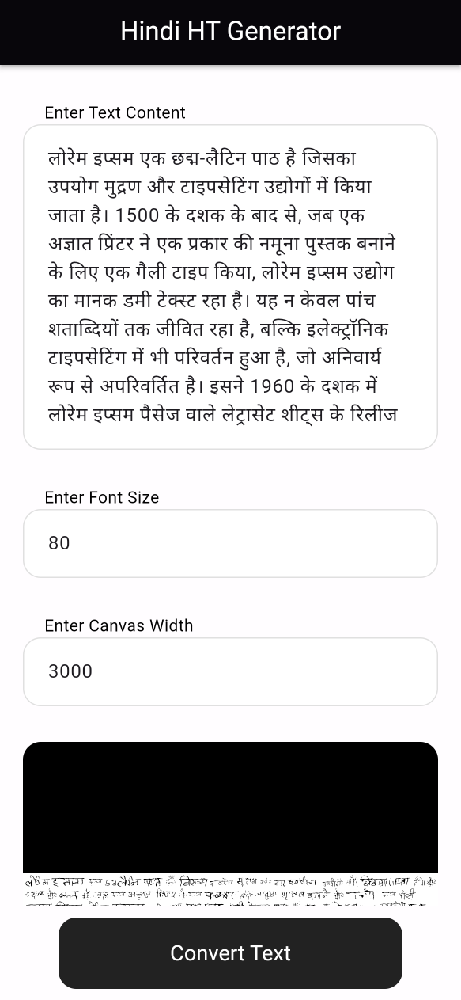 Hindi HT Generator
Enter Text Content
लोरेम इप्सम एक छद्म-लैटिन पाठ है जिसका
उपयोग मुद्रण और टाइपसेटिंग उद्योगों में किया
जाता है। 1500 के दशक के बाद से, जब एक
अज्ञात प्रिंटर ने एक प्रकार की नमूना पुस्तक बनाने
के लिए एक गैली टाइप किया, लोरेम इप्सम उद्योग
का मानक डमी टेक्स्ट रहा है। यह न केवल पांच
शताब्दियों तक जीवित रहा है, बल्कि इलेक्ट्रॉनिक
टाइपसेटिंग में भी परिवर्तन हुआ है, जो अनिवार्य
रूप से अपरिवर्तित है। इसने 1960 के दशक में
लोरेम इप्सम पैसेज वाले लेट्रासेट शीट्स के रिलीज
Enter Font Size
80
Enter Canvas Width
3000
Convert Text